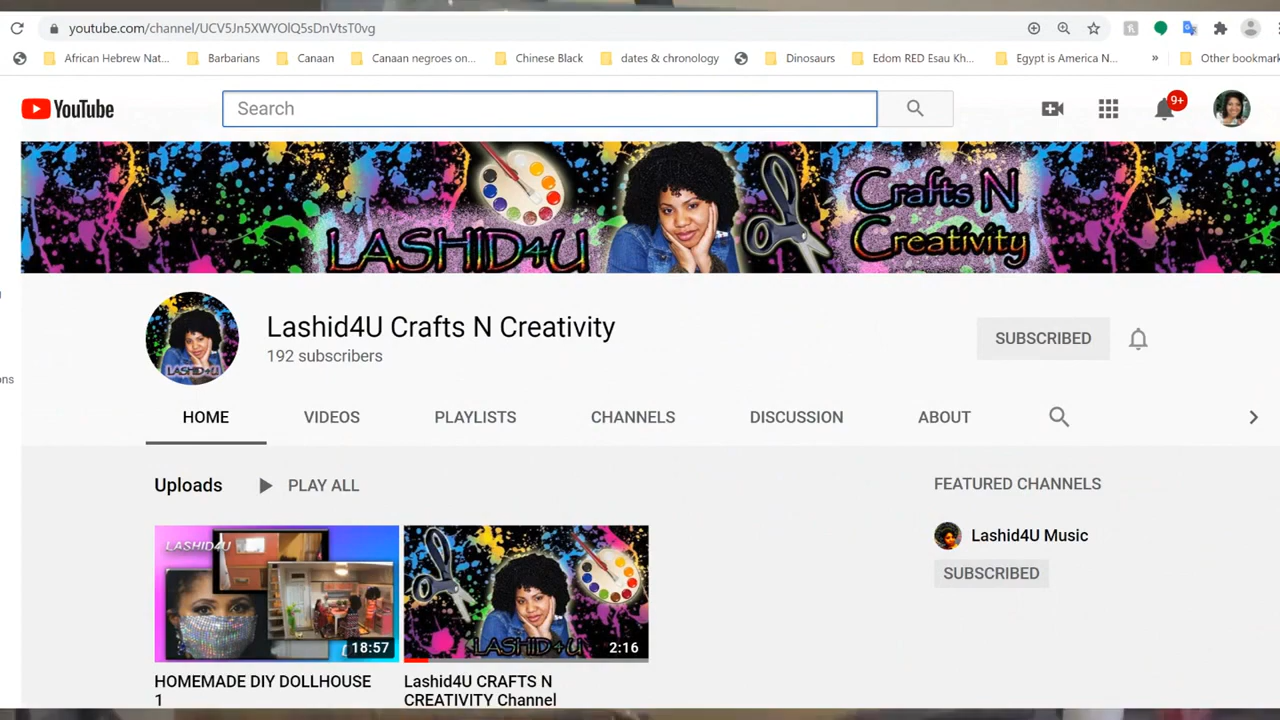 youtube.com/channel/UCV5Jn5XWYOlQ5sDnVtsT0vg
African Hebrew Nat... Barbarians Canaan Canaan negroes on... Chinese Black dates & chronology Dinosaurs Edom RED Esau Kh... Egypt is America N... » Other bookmark
YouTube Search 9+
LASHID4U
Crafts N
Creativity
LASHID4U
Lashid4U Crafts N Creativity
192 subscribers
SUBSCRIBED
ons
HOME VIDEOS PLAYLISTS CHANNELS DISCUSSION ABOUT
Uploads PLAY ALL
FEATURED CHANNELS
Lashid4U Music
SUBSCRIBED
LASHID4U
18:57
LASHID4U
2:16
HOMEMADE DIY DOLLHOUSE
1
Lashid4U CRAFTS N
CREATIVITY Channel